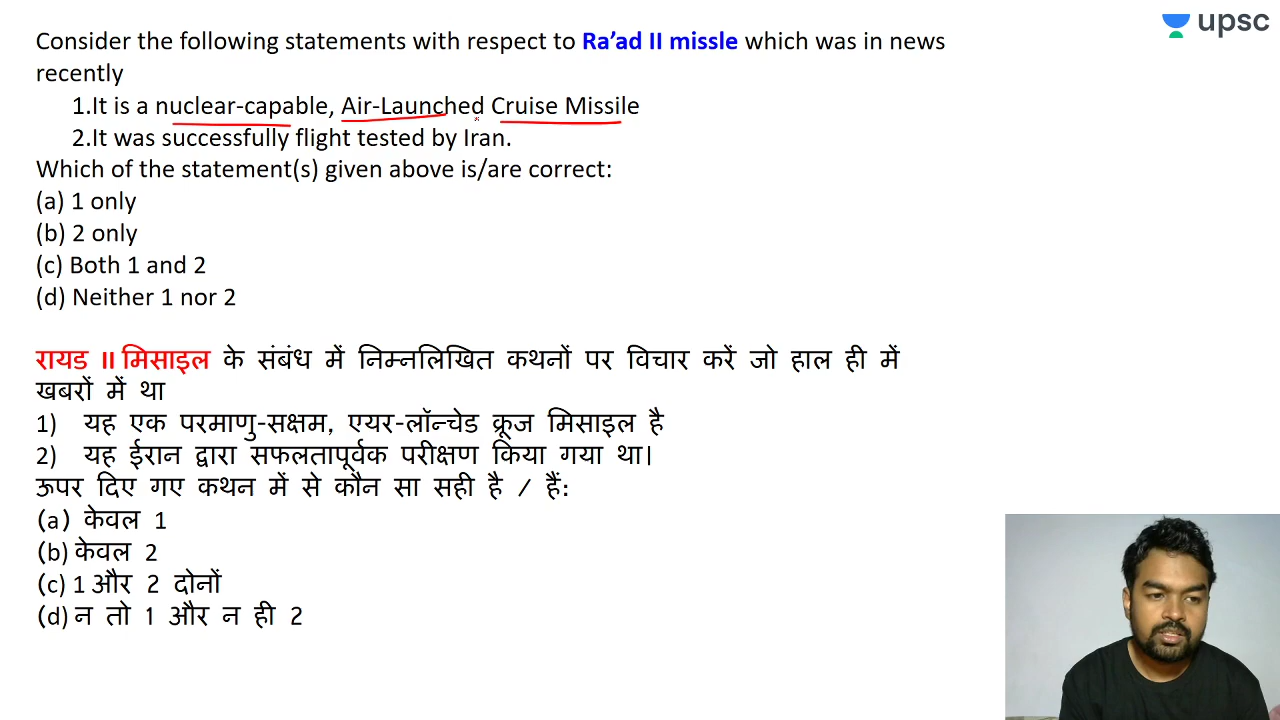 upsc
Consider the following statements with respect to Ra’ad II missle which was in news
recently
1.It is a nuclear-capable, Air-Launched Cruise Missile
2.It was successfully flight tested by Iran.
Which of the statement(s) given above is/are correct:
(a) 1 only
(b) 2 only
(c) Both 1 and 2
(d) Neither 1 nor 2
रायड II मिसाइल के संबंध में निम्नलिखित कथनों पर विचार करें जो हाल ही में
खबरों में था
1) यह एक परमाणु-सक्षम, एयर-लॉन्चेड क्रूज मिसाइल है
2) यह ईरान द्वारा सफलतापूर्वक परीक्षण किया गया था।
ऊपर दिए गए कथन में से कौन सा सही है / हैं:
(a) केवल 1
(b) केवल 2
(c) 1 और 2 दोनों
(d) न तो 1 और न ही 2